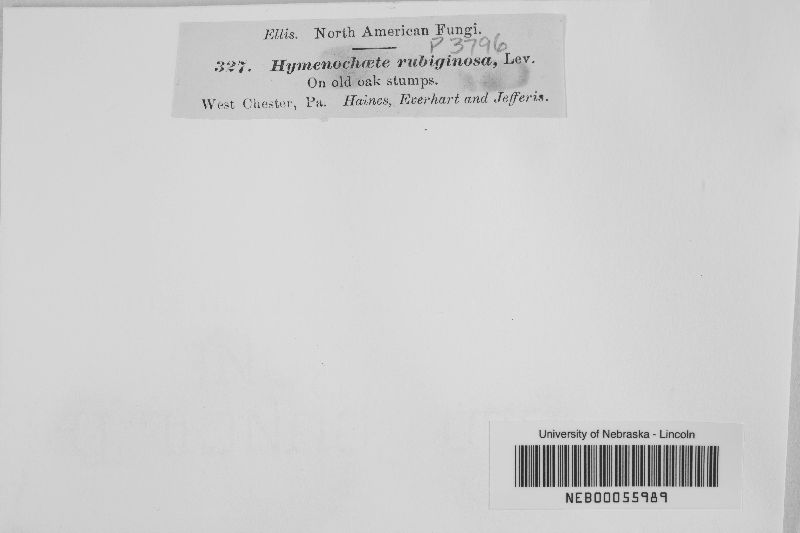 Ellis. North American Fungi.
P 3796
327. Hymenochæte rubiginosa, Lev.
On old oak stumps.
West Chester, Pa. Haines, Everhart and Jefferis.
University of Nebraska - Lincoln
NEB00055989